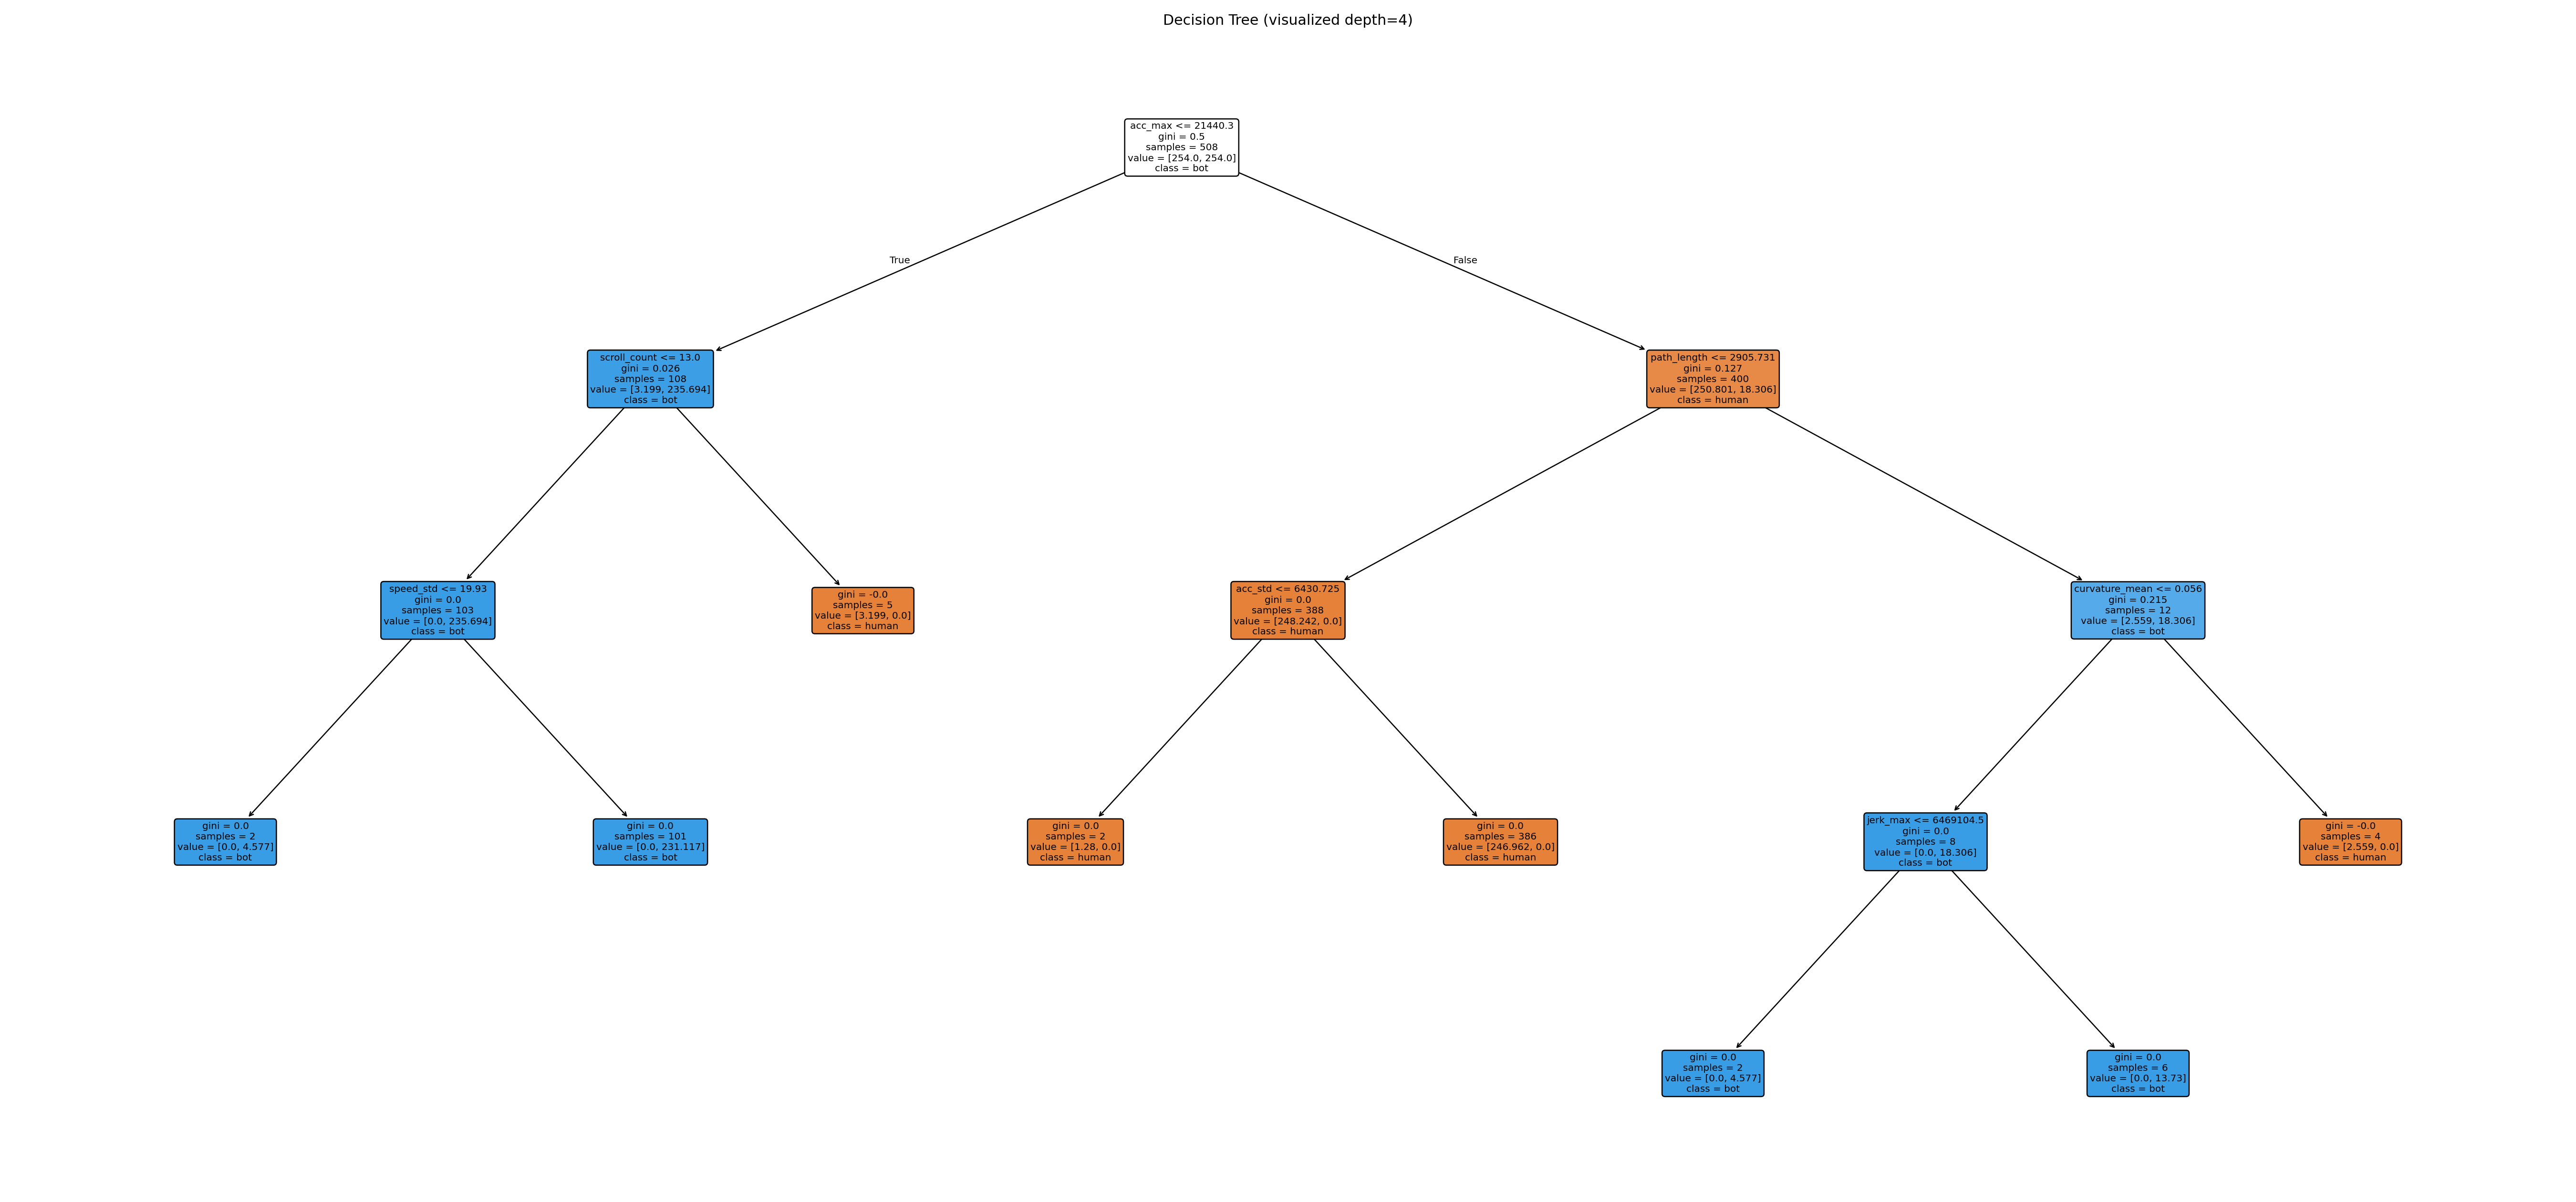 Decision Tree (visualized depth=4)
acc_max <= 21440.3
gini = 0.5
samples = 508
value = [254.0, 254.0]
class = bot
True
False
scroll_count <= 13.0
gini = 0.026
samples = 108
value = [3.199, 235.694]
class = bot
path_length <= 2905.731
gini = 0.127
samples = 400
value = [250.801, 18.306]
class = human
speed_std <= 19.93
gini = 0.0
samples = 103
value = [0.0, 235.694]
class = bot
gini = -0.0
samples = 5
value = [3.199, 0.0]
class = human
acc_std <= 6430.725
gini = 0.0
samples = 388
value = [248.242, 0.0]
class = human
curvature_mean <= 0.056
gini = 0.215
samples = 12
value = [2.559, 18.306]
class = bot
gini = 0.0
samples = 2
value = [0.0, 4.577]
class = bot
gini = 0.0
samples = 101
value = [0.0, 231.117]
class = bot
gini = 0.0
samples = 2
value = [1.28, 0.0]
class = human
gini = 0.0
samples = 386
value = [246.962, 0.0]
class = human
jerk_max <= 6469104.5
gini = 0.0
samples = 8
value = [0.0, 18.306]
class = bot
gini = -0.0
samples = 4
value = [2.559, 0.0]
class = human
gini = 0.0
samples = 2
value = [0.0, 4.577]
class = bot
gini = 0.0
samples = 6
value = [0.0, 13.73]
class = bot